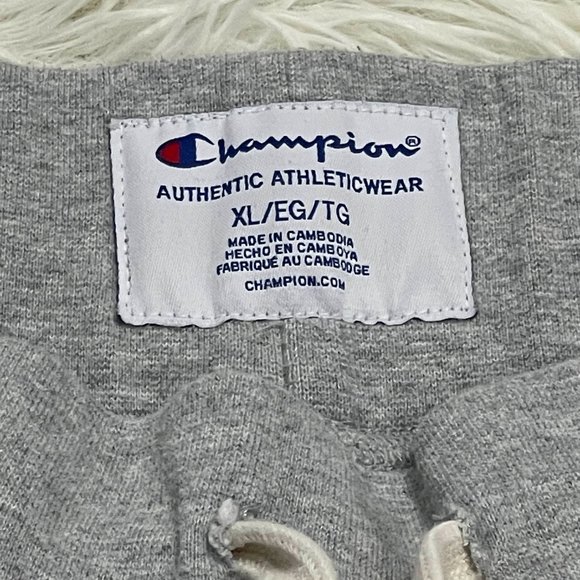 Champion®
AUTHENTIC ATHLETICWEAR
XL/EG/TG
MADE IN CAMBODIA
HECHO EN CAMBOYA
FABRIQUÉ AU CAMBODGE
CHAMPION.COM